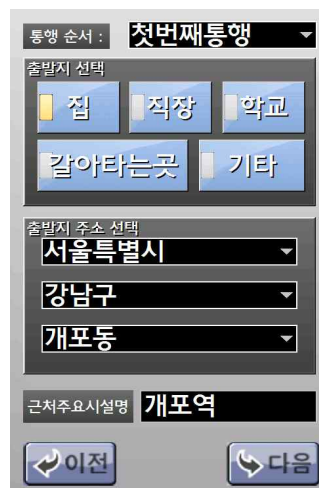 통행 순서 : 첫번째통행
출발지 선택
집 직장 학교
갈아타는곳 기타
출발지 주소 선택
서울특별시
강남구
개포동
근처주요시설명 개포역
이전 다음